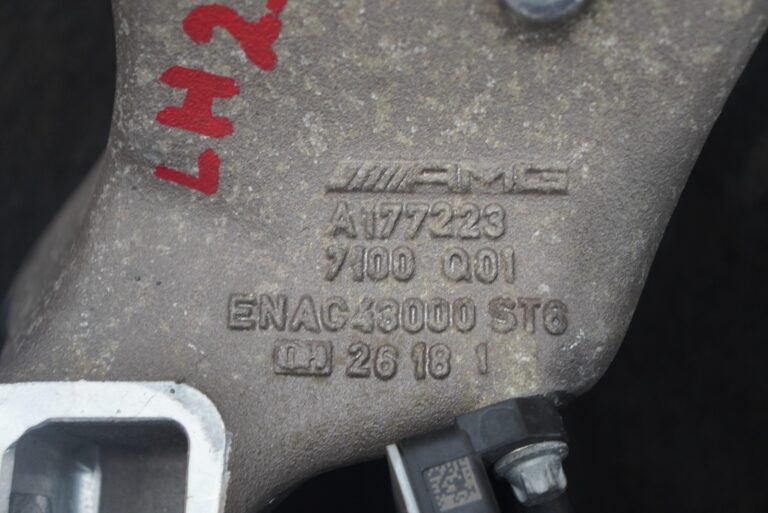 LH2
AMG
A177223
7100 Q01
ENAC43000 ST6
26 18 1